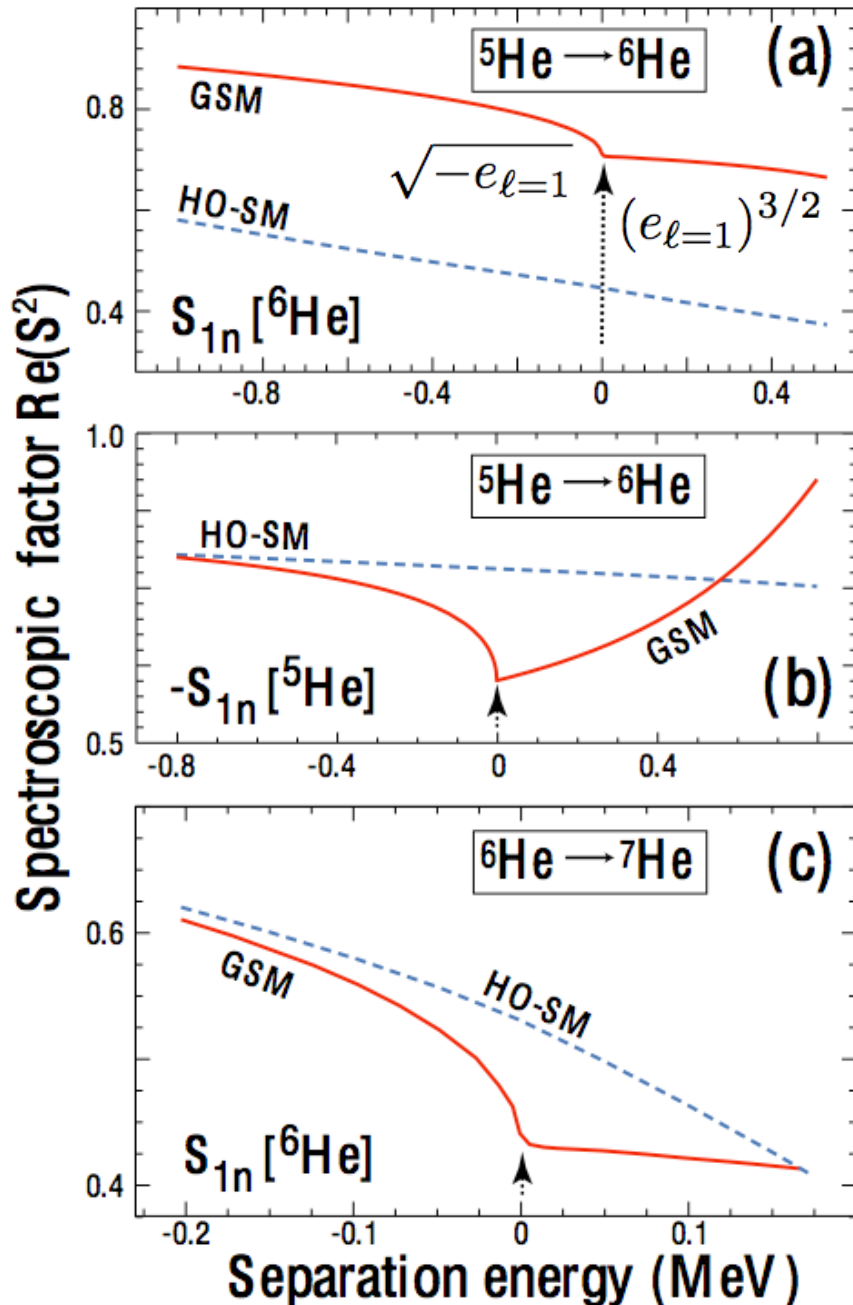 Spectroscopic factor Re(S²)
⁵He → ⁶He
(a)
GSM
0.8
√-e_ℓ=1
(e_ℓ=1)^3/2
HO-SM
S₁ₙ [⁶He]
0.4
-0.8 -0.4 0 0.4
1.0
⁵He → ⁶He
HO-SM
GSM
-S₁ₙ [⁵He]
(b)
0.5
-0.8 -0.4 0 0.4
⁶He → ⁷He
(c)
0.6
GSM
HO-SM
S₁ₙ [⁶He]
0.4
-0.2 -0.1 0 0.1
Separation energy (MeV)